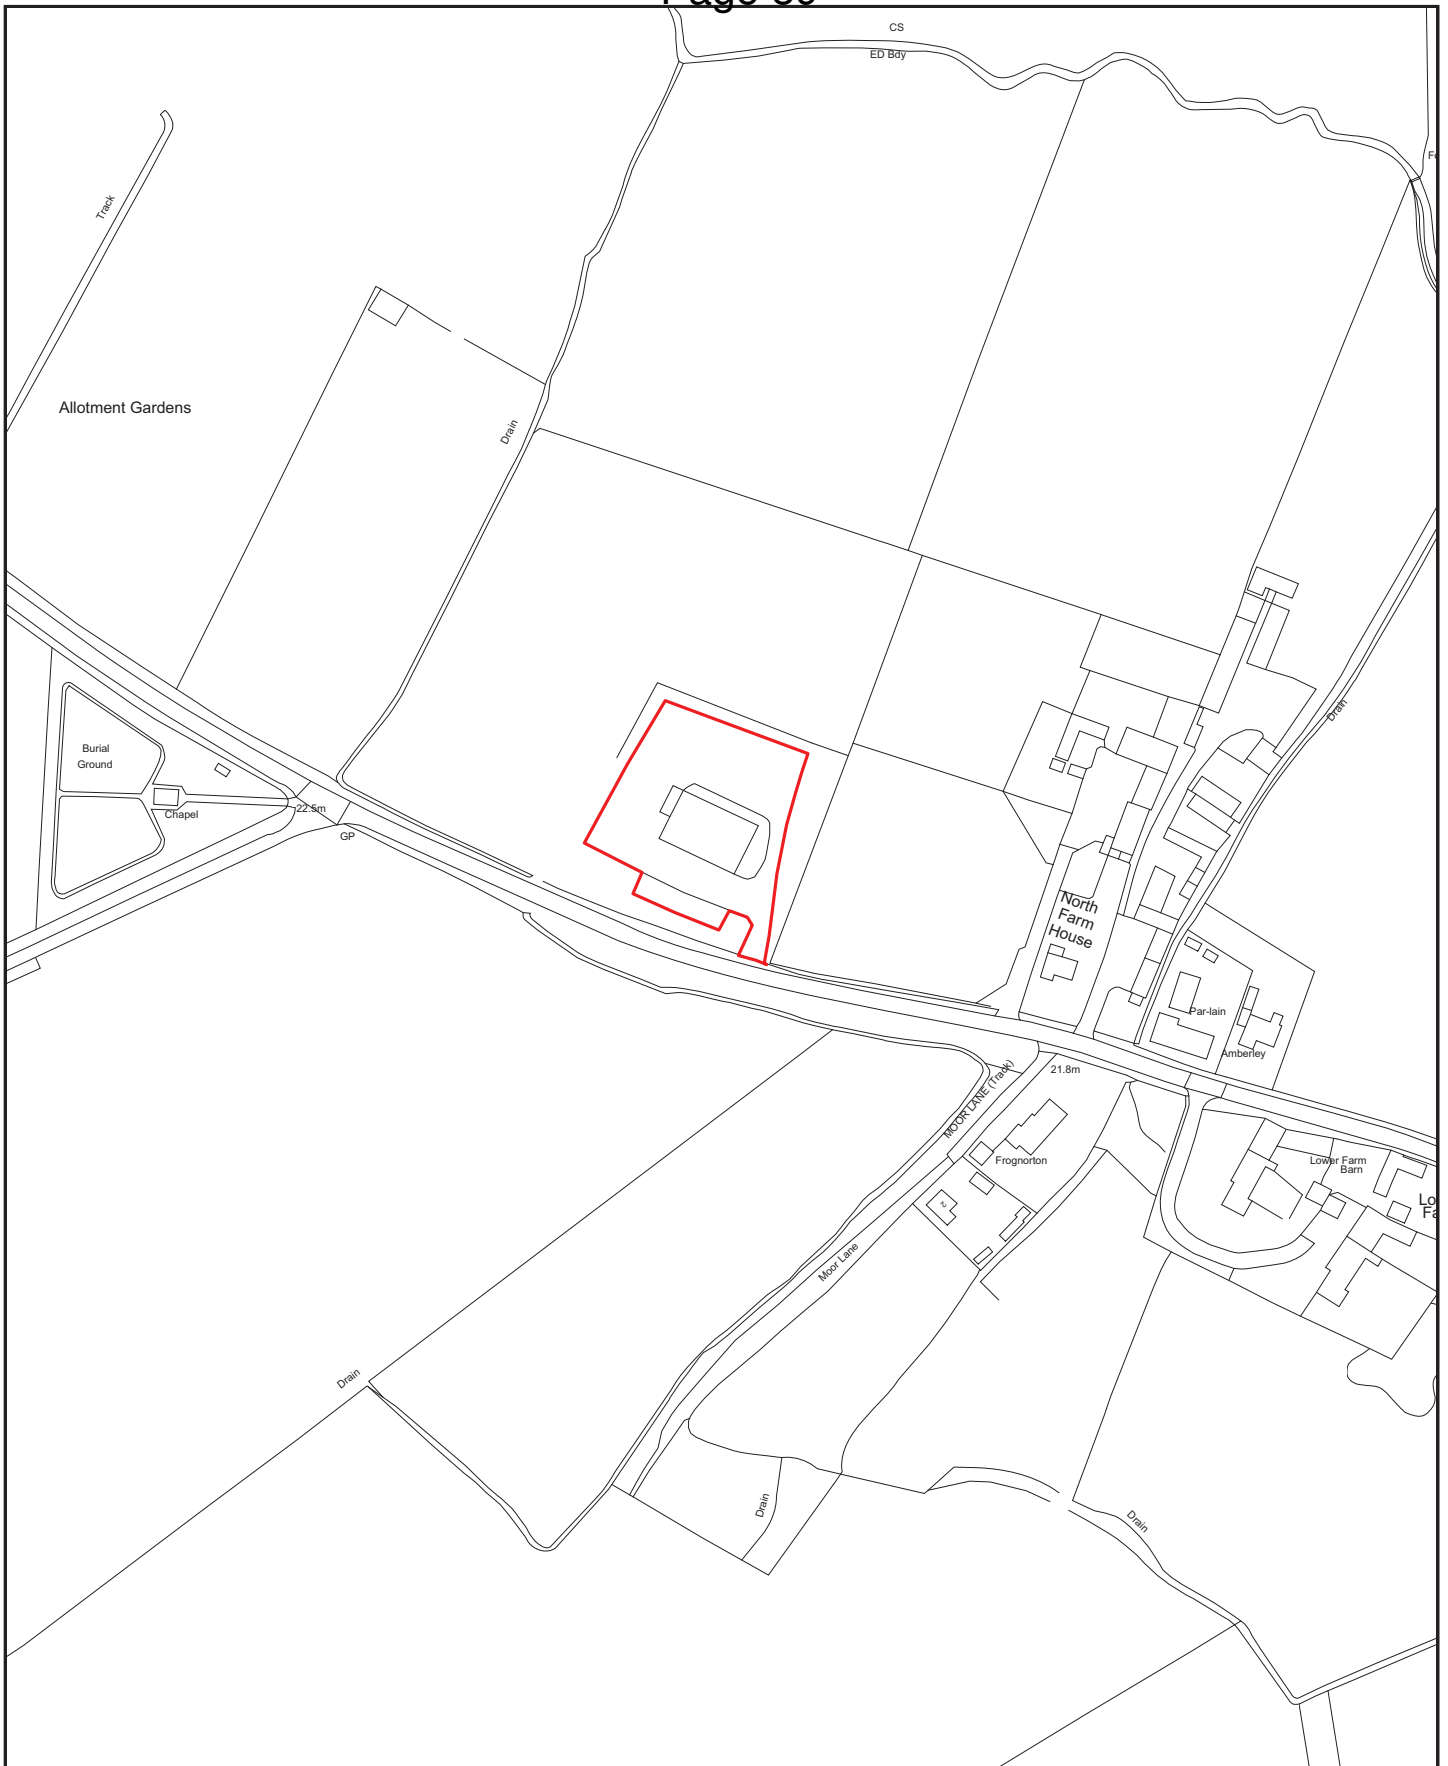 CS
ED Bdy
Track
Allotment Gardens
Drain
Drain
Burial
Ground
Chapel
22.5m
GP
North
Farm
House
Par-lain
Amberley
21.8m
MOOR LANE (Track)
Frognorton
2
Moor Lane
Lower Farm
Barn
Drain
Drain
Drain